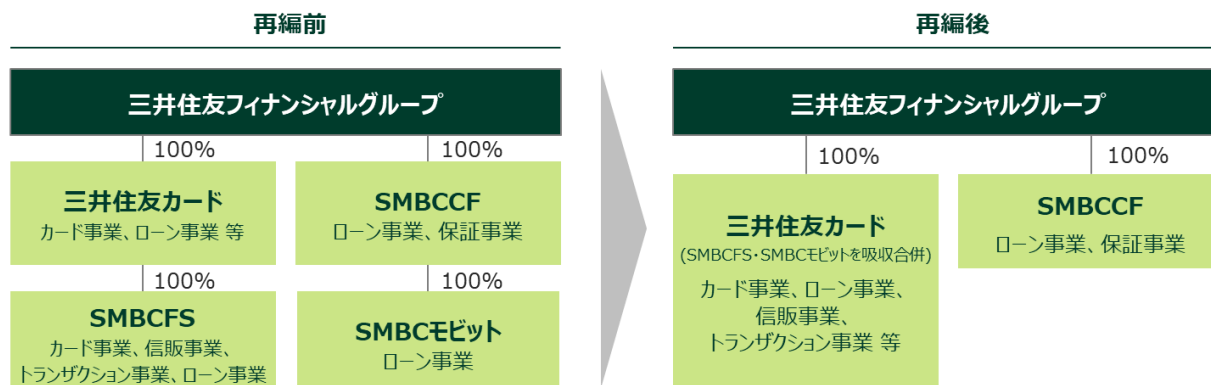 再編前
三井住友フィナンシャルグループ
100%
100%
三井住友カード
カード事業、ローン事業 等
SMBCCF
ローン事業、保証事業
100%
100%
SMBCFS
カード事業、信販事業、
トランザクション事業、ローン事業
SMBCモビット
ローン事業
再編後
三井住友フィナンシャルグループ
100%
100%
三井住友カード
(SMBCFS・SMBCモビットを吸収合併)
カード事業、ローン事業、
信販事業、
トランザクション事業 等
SMBCCF
ローン事業、保証事業